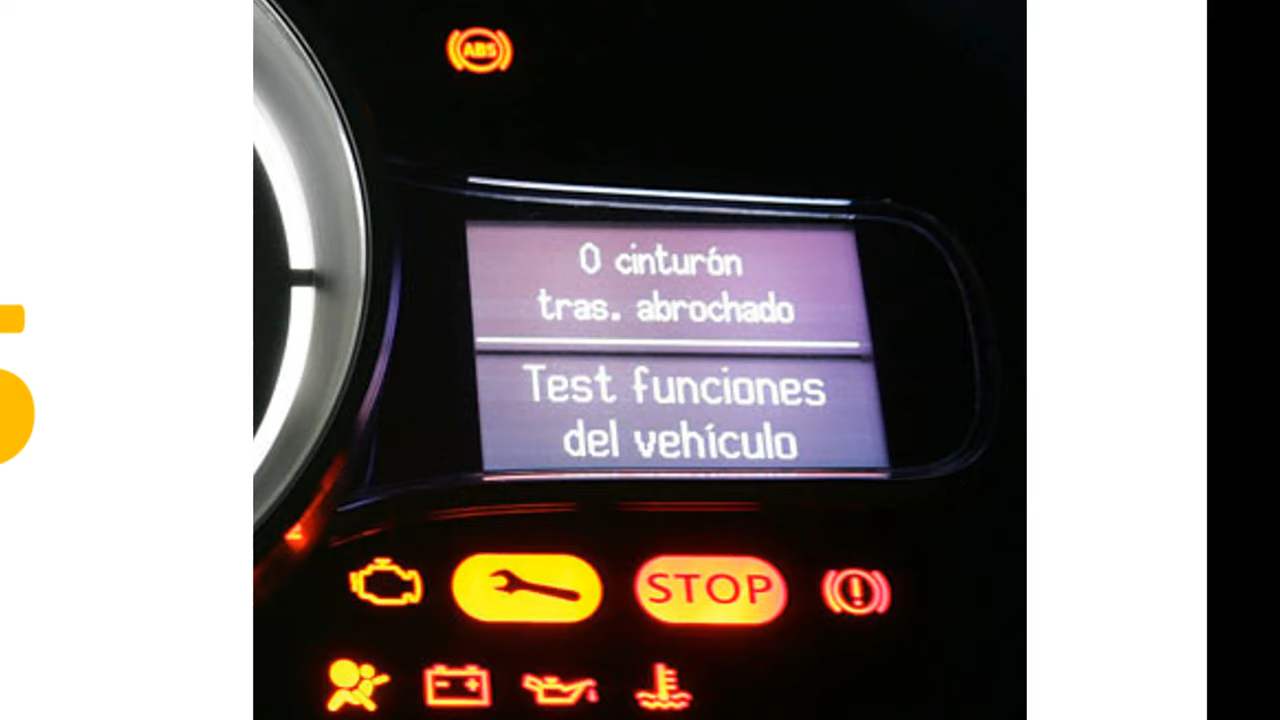 ABS
0 cinturón
tras. abrochado
Test funciones
del vehículo
STOP